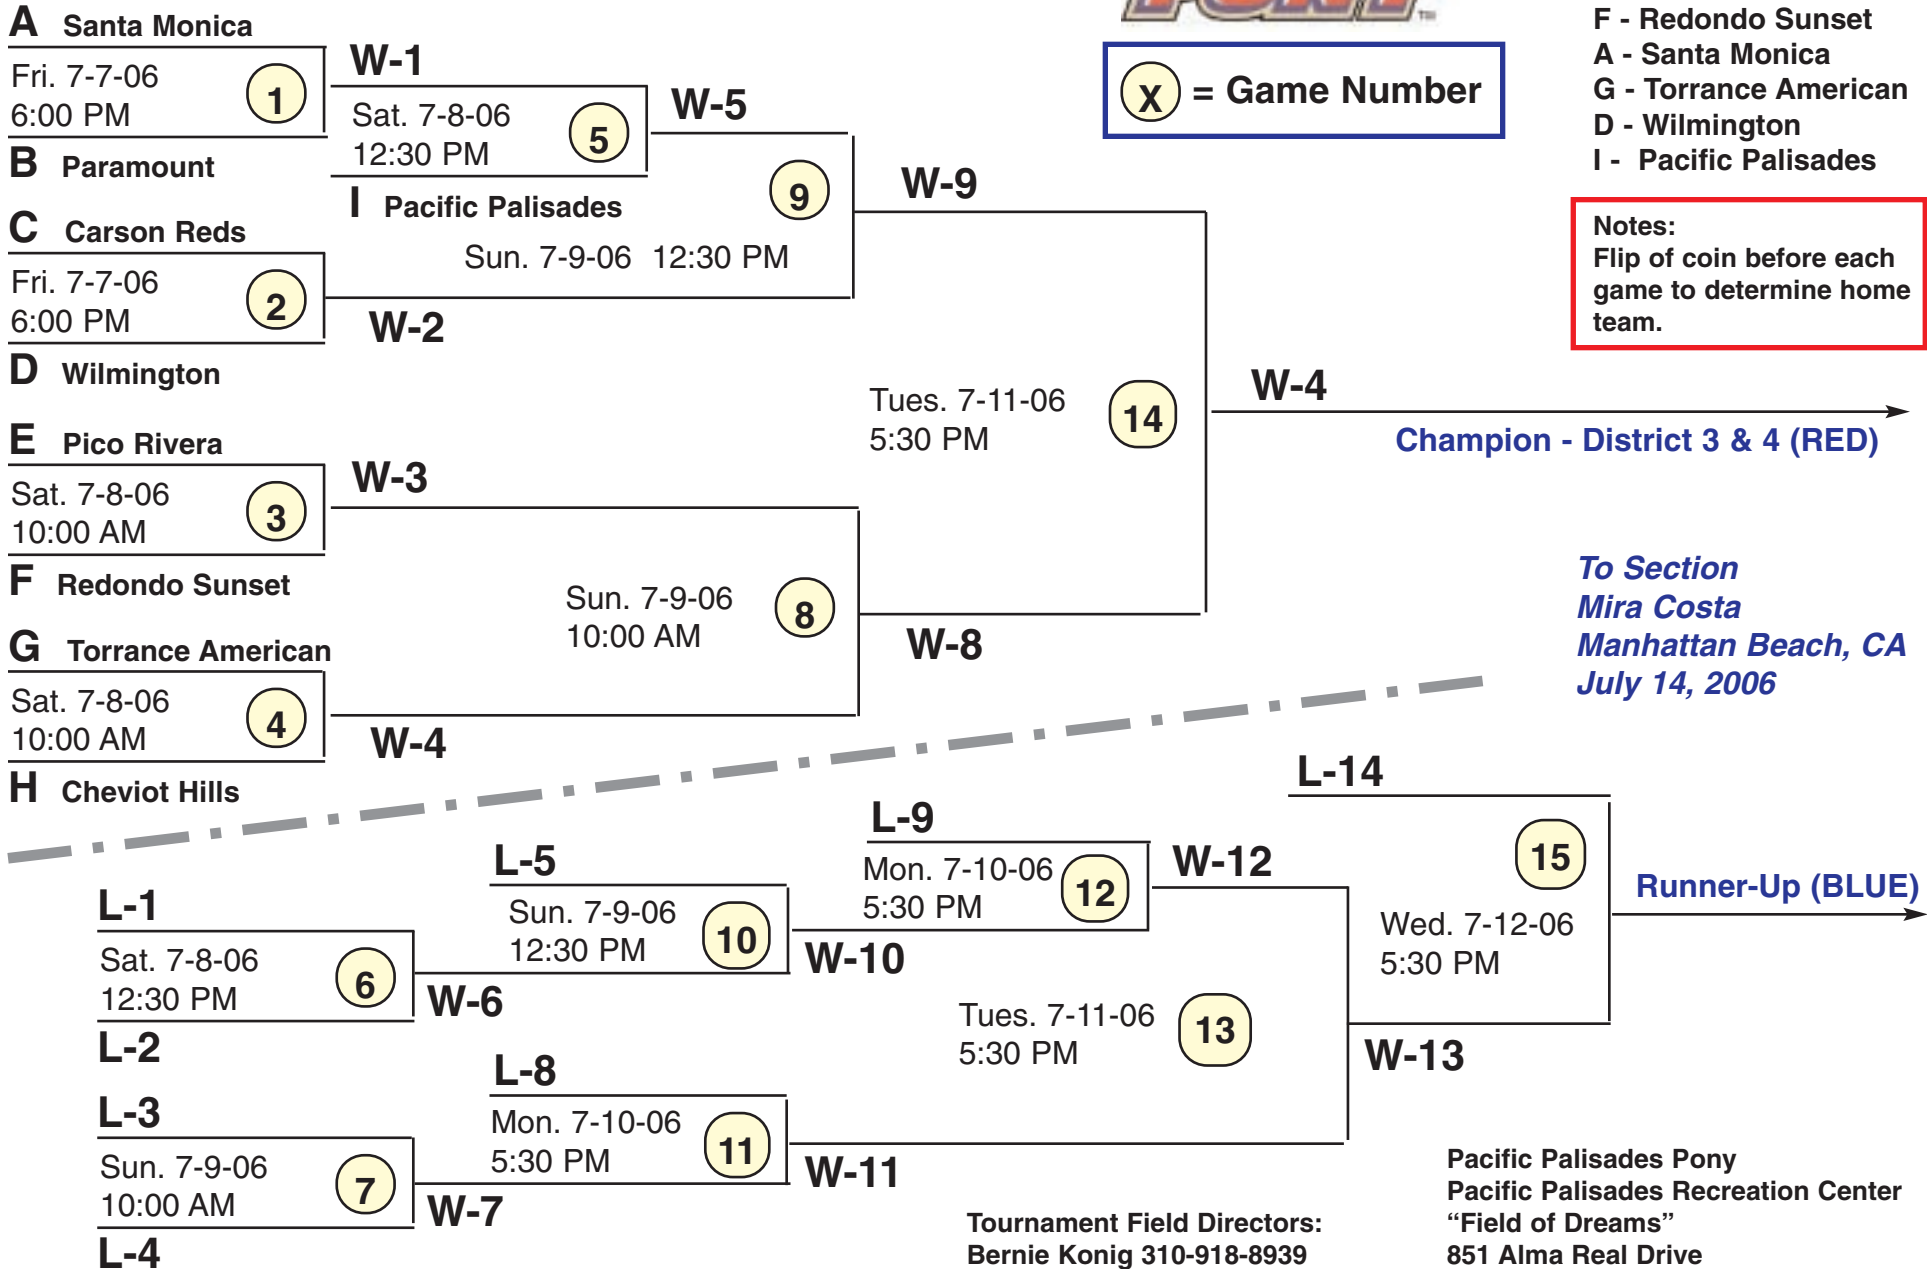 A Santa Monica
Fri. 7-7-06
6:00 PM
1
B Paramount
W-1
Sat. 7-8-06
12:30 PM
5
I Pacific Palisades
W-5
C Carson Reds
Fri. 7-7-06
6:00 PM
2
D Wilmington
W-2
9
Sun. 7-9-06 12:30 PM
W-9
E Pico Rivera
Sat. 7-8-06
10:00 AM
3
F Redondo Sunset
W-3
G Torrance American
Sat. 7-8-06
10:00 AM
4
H Cheviot Hills
W-4
Sun. 7-9-06
10:00 AM
8
W-8
Tues. 7-11-06
5:30 PM
14
W-4
Champion - District 3 & 4 (RED)
PONY™
X = Game Number
F - Redondo Sunset
A - Santa Monica
G - Torrance American
D - Wilmington
I - Pacific Palisades
Notes:
Flip of coin before each
game to determine home
team.
To Section
Mira Costa
Manhattan Beach, CA
July 14, 2006
L-1
Sat. 7-8-06
12:30 PM
6
L-2
W-6
L-3
Sun. 7-9-06
10:00 AM
7
L-4
W-7
L-5
Sun. 7-9-06
12:30 PM
10
W-10
L-8
Mon. 7-10-06
5:30 PM
11
W-11
L-9
Mon. 7-10-06
5:30 PM
12
W-12
Tues. 7-11-06
5:30 PM
13
W-13
L-14
15
Wed. 7-12-06
5:30 PM
Runner-Up (BLUE)
Tournament Field Directors:
Bernie Konig 310-918-8939
Pacific Palisades Pony
Pacific Palisades Recreation Center
“Field of Dreams”
851 Alma Real Drive